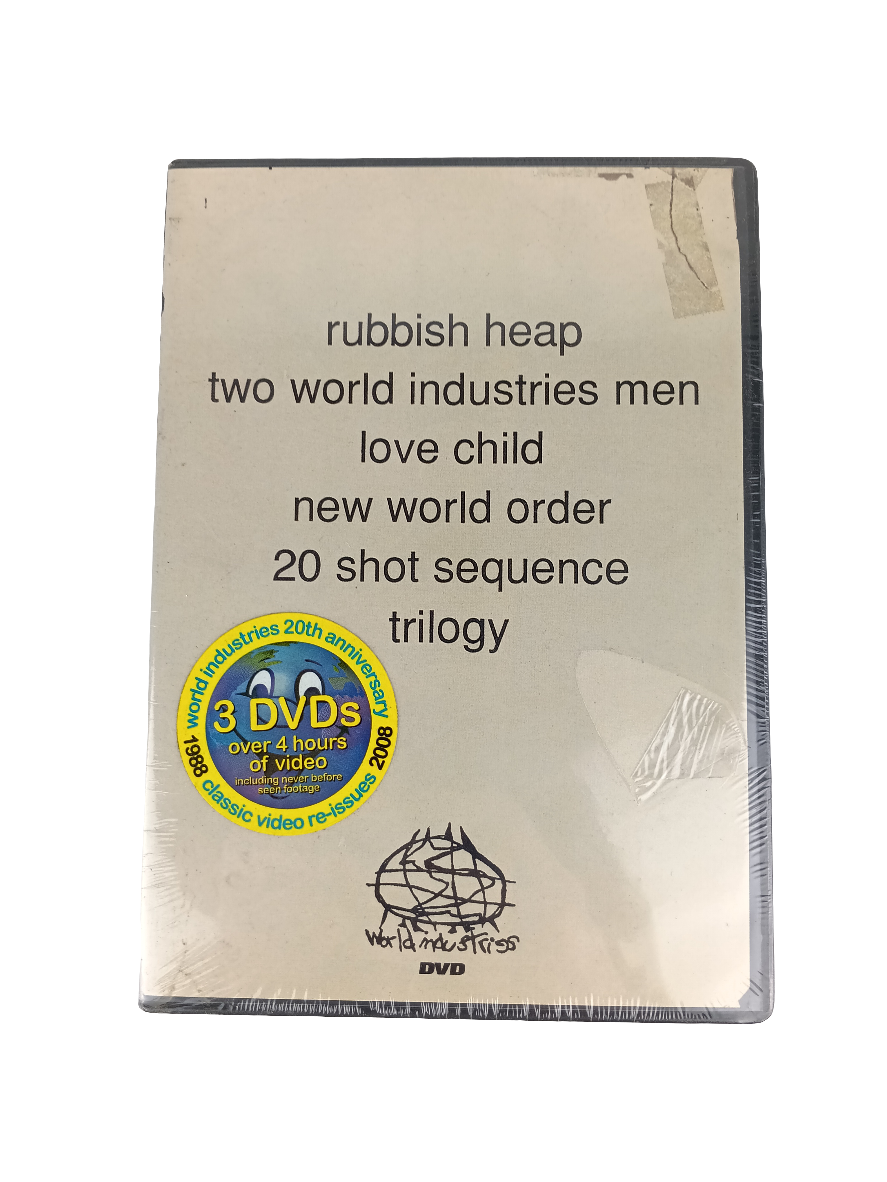 rubbish heap
two world industries men
love child
new world order
20 shot sequence
trilogy
world industries 20th anniversary
3 DVDs
over 4 hours
of video
including never before
seen footage
1988 classic video re-issues 2008
world industries
DVD